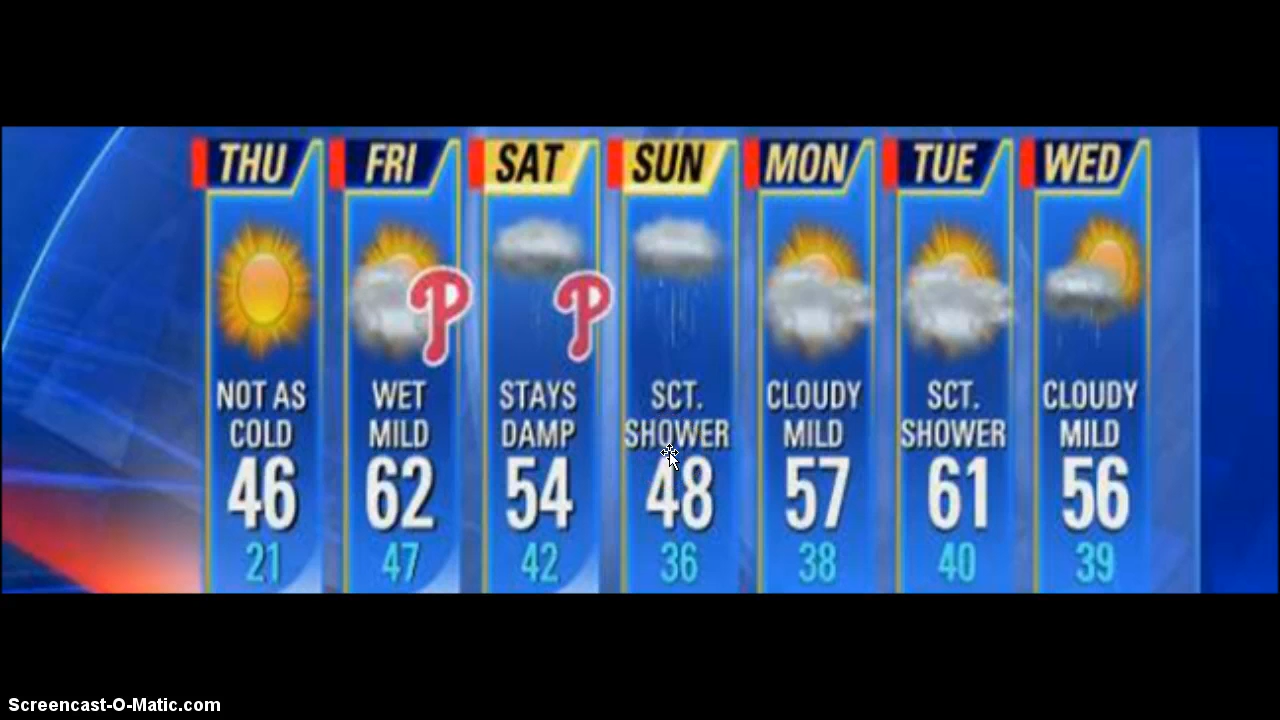 THU FRI SAT SUN MON TUE WED
P P
NOT AS WET STAYS SCT. CLOUDY SCT. CLOUDY
COLD MILD DAMP SHOWER MILD SHOWER MILD
46 62 54 48 57 61 56
21 47 42 36 38 40 39
Screencast-O-Matic.com